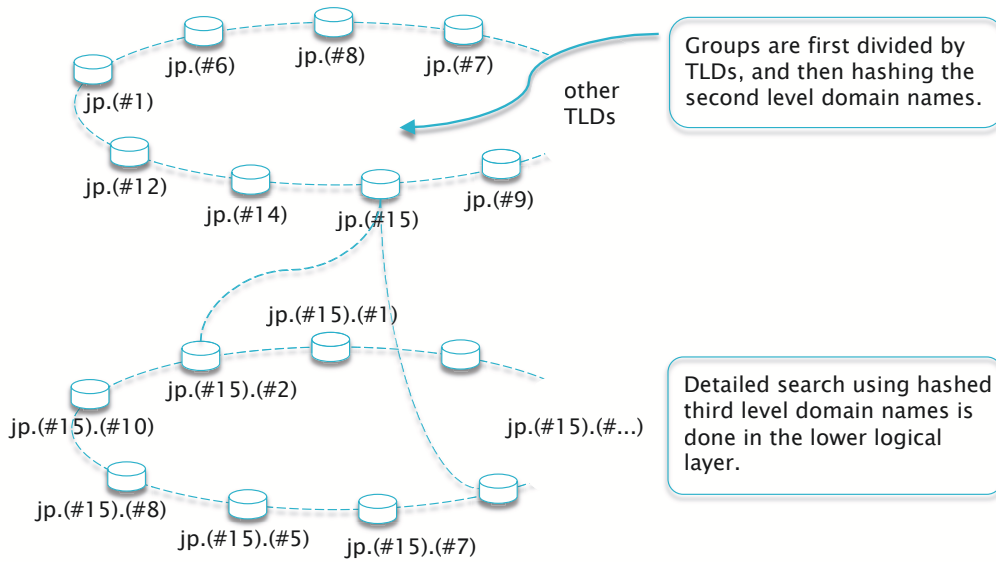 jp.(#6)
jp.(#8)
jp.(#7)
jp.(#1)
other
TLDs
Groups are first divided by
TLDs, and then hashing the
second level domain names.
jp.(#12)
jp.(#14)
jp.(#15)
jp.(#9)
jp.(#15).(#1)
jp.(#15).(#2)
jp.(#15).(#10)
jp.(#15).(#...)
jp.(#15).(#8)
jp.(#15).(#5)
jp.(#15).(#7)
Detailed search using hashed
third level domain names is
done in the lower logical
layer.